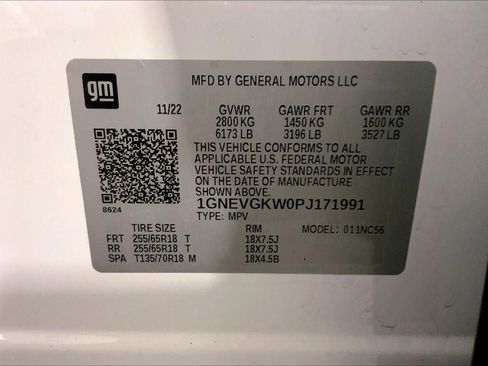 gm
MFD BY GENERAL MOTORS LLC
11/22 GVWR GAWR FRT GAWR RR
2800 KG 1450 KG 1600 KG
6173 LB 3196 LB 3527 LB
THIS VEHICLE CONFORMS TO ALL
APPLICABLE U.S. FEDERAL MOTOR
VEHICLE SAFETY STANDARDS IN EFFECT
ON THE DATE OF MANUFACTURE
SHOWN ABOVE.
1GNEVGKW0PJ171991
8624 TYPE: MPV
TIRE SIZE RIM MODEL: 011NC56
FRT 255/65R18 T 18X7.5J
RR 255/65R18 T 18X7.5J
SPA T135/70R18 M 18X4.5B